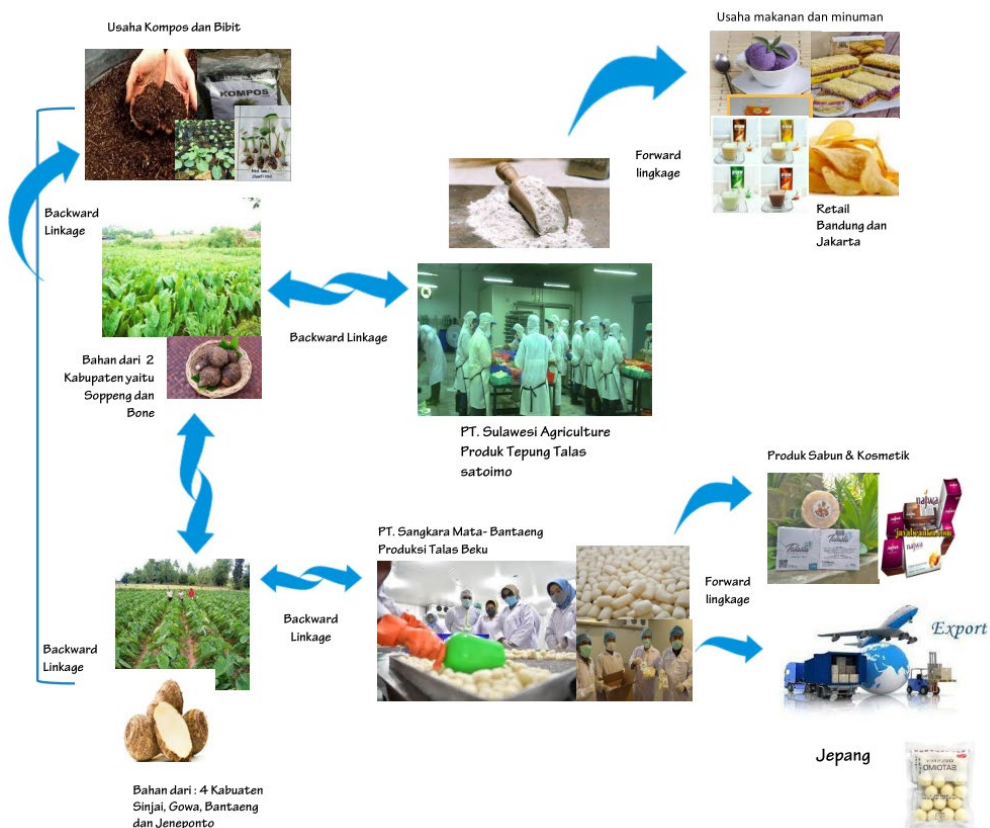 Usaha Kompos dan Bibit
KOMPOS
Usaha makanan dan minuman
Forward
lingkage
Retail
Bandung dan
Jakarta
Backward
Linkage
Backward Linkage
Bahan dari 2
Kabupaten yaitu
Soppeng dan
Bone
PT. Sulawesi Agriculture
Produk Tepung Talas
satoimo
Produk Sabun & Kosmetik
najwa
najwa
PT. Sangkara Mata- Bantaeng
Produksi Talas Beku
Backward
Linkage
Forward
lingkage
Export
Backward
Linkage
Jepang
SATOIMO
Bahan dari : 4 Kabuaten
Sinjai, Gowa, Bantaeng
dan Jeneponto